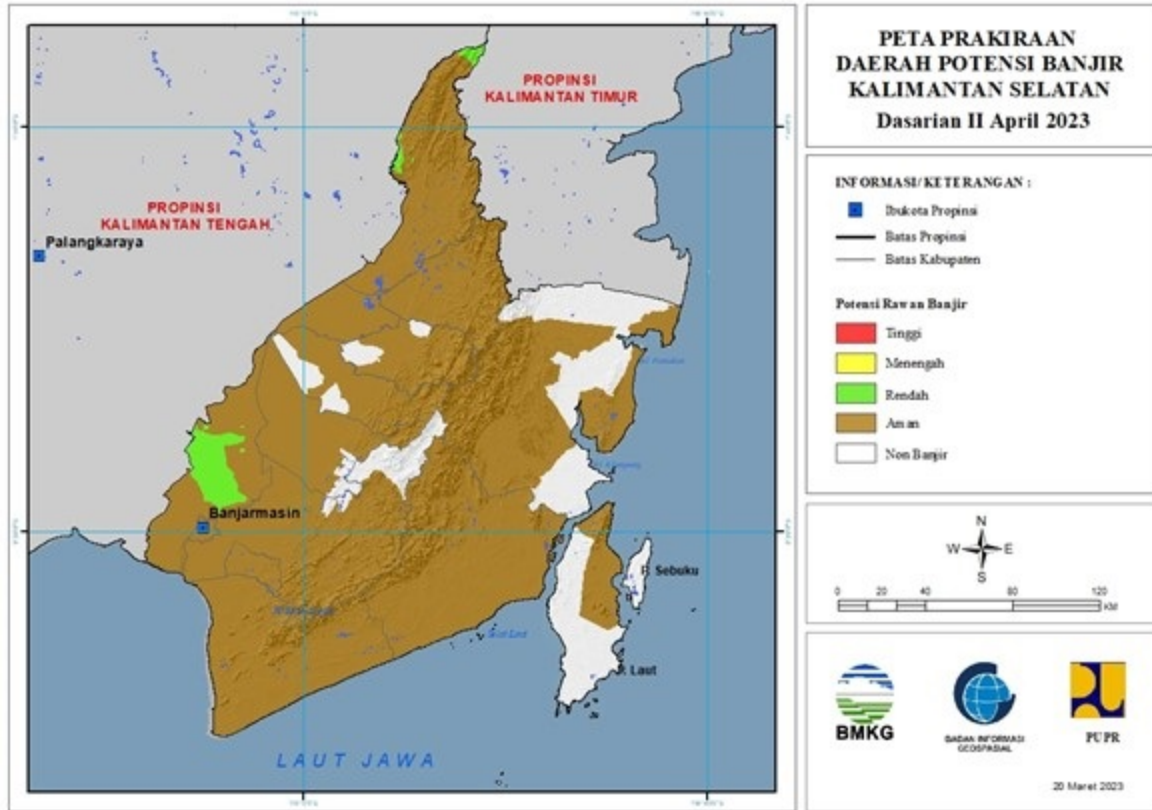 PETA PRAKIRAAN
DAERAH POTENSI BANJIR
KALIMANTAN SELATAN
Dasarian II April 2023
INFORMASI/KETERANGAN :
Ibukota Propinsi
Batas Propinsi
Batas Kabupaten
Potensi Rawan Banjir
Tinggi
Menengah
Rendah
Aman
Non Banjir
N
W E
S
0 20 40 80 120
KM
BMKG
BADAN INFORMASI
GEOSPASIAL
PUPR
20 Maret 2023
PROPINSI
KALIMANTAN TIMUR
PROPINSI
KALIMANTAN TENGAH
Palangkaraya
Banjarmasin
P. Sebuku
P. Laut
LAUT JAWA